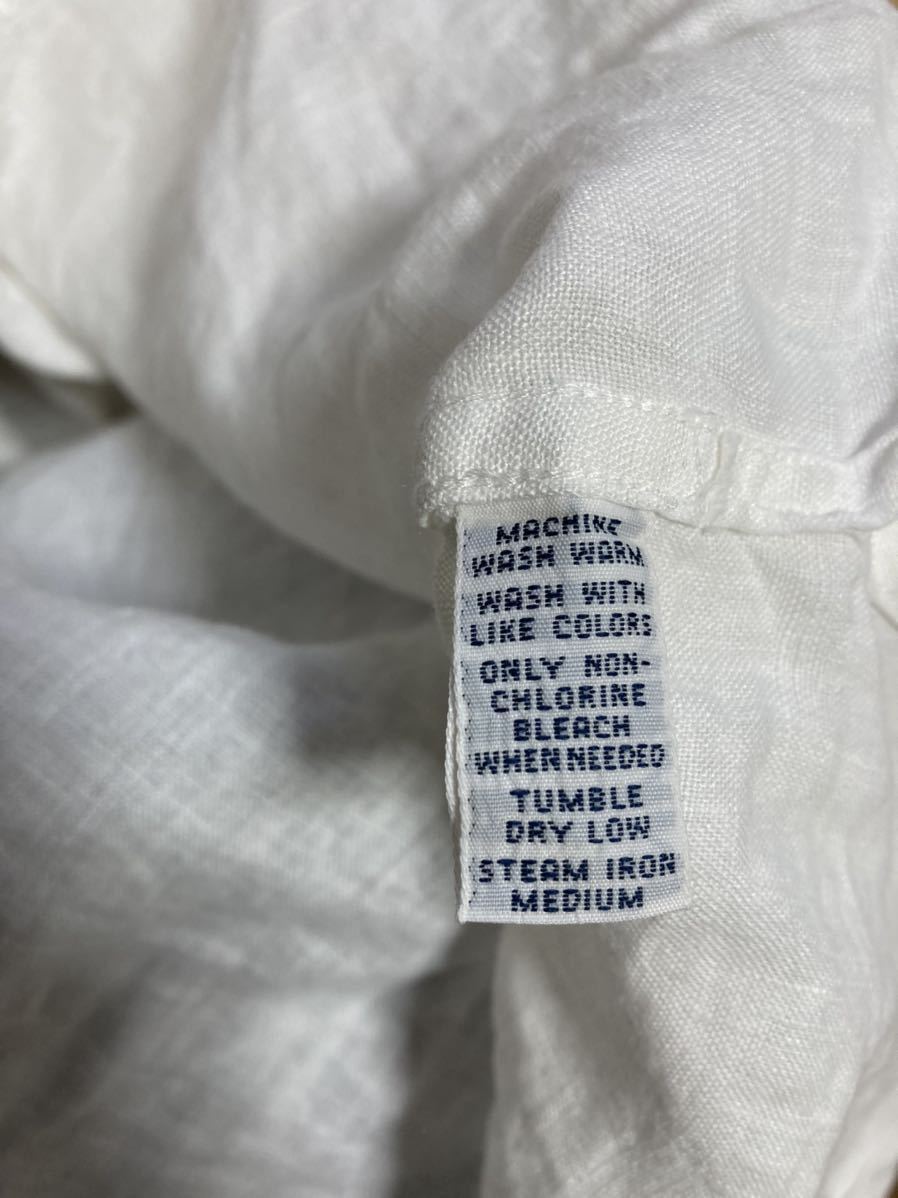 MACHINE
WASH WARM
WASH WITH
LIKE COLORS
ONLY NON-
CHLORINE
BLEACH
WHEN NEEDED
TUMBLE
DRY LOW
STEAM IRON
MEDIUM